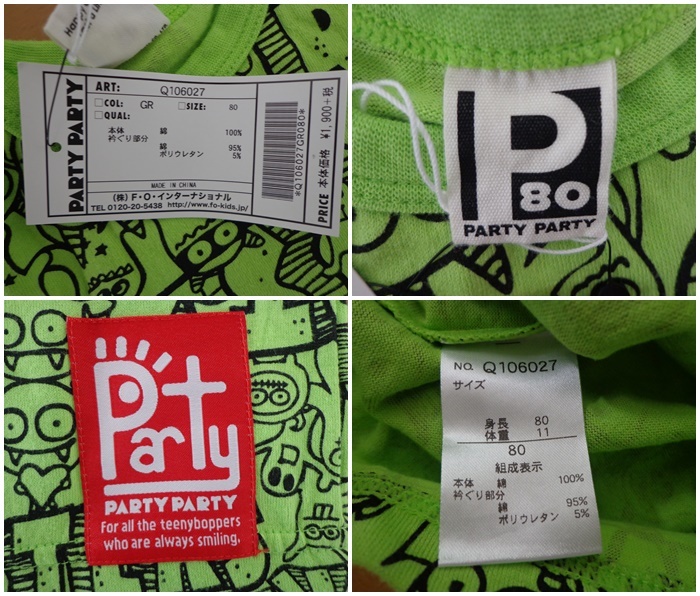 PARTY PARTY
ART: Q106027
□COL: GR □SIZE: 80
□QUAL:
本体 綿 100%
衿ぐり部分
綿 95%
ポリウレタン 5%
MADE IN CHINA
(株)F・O・インターナショナル
TEL 0120-20-5438 http://www.fo-kids.jp/
*Q106027GR080*
PRICE 本体価格 ¥1,900+税
P
80
PARTY PARTY
Party
PARTY PARTY
For all the teenyboppers
who are always smiling.
NO. Q106027
サイズ
身長 80
体重 11
80
組成表示
本体 綿 100%
衿ぐり部分
綿 95%
ポリウレタン 5%